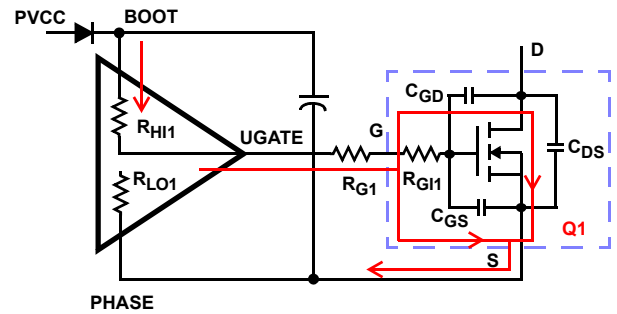 PVCC
BOOT
D
CGD
RHI1
UGATE
G
CDS
RLO1
RG1
RGI1
CGS
Q1
S
PHASE